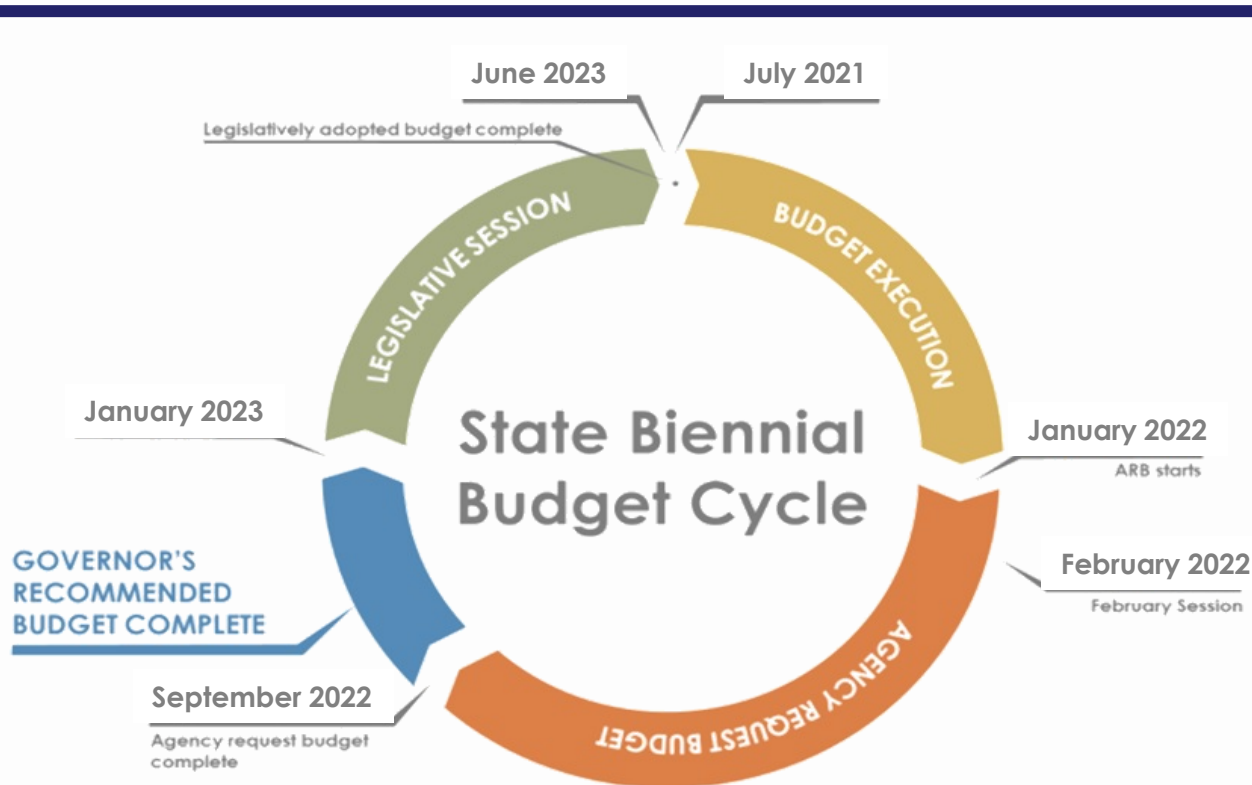 June 2023
July 2021
Legislatively adopted budget complete
LEGISLATIVE SESSION
BUDGET EXECUTION
January 2023
State Biennial
Budget Cycle
January 2022
ARB starts
GOVERNOR'S
RECOMMENDED
BUDGET COMPLETE
February 2022
February Session
September 2022
Agency request budget
complete
AGENCY REQUEST BUDGET